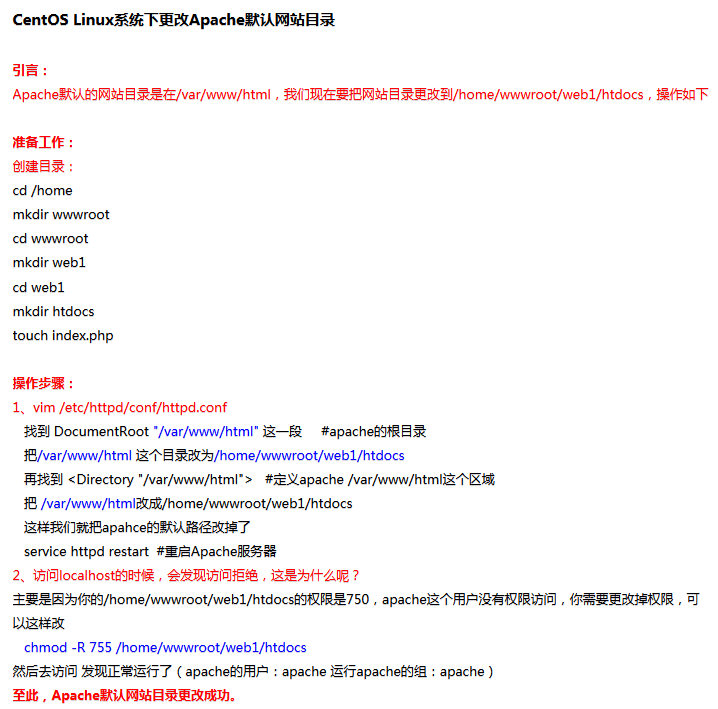 CentOS Linux系统下更改Apache默认网站目录
引言：
Apache默认的网站目录是在/var/www/html，我们现在要把网站目录更改到/home/wwwroot/web1/htdocs，操作如下
准备工作：
创建目录：
cd /home
mkdir wwwroot
cd wwwroot
mkdir web1
cd web1
mkdir htdocs
touch index.php
操作步骤：
1、vim /etc/httpd/conf/httpd.conf
找到 DocumentRoot "/var/www/html" 这一段 #apache的根目录
把/var/www/html 这个目录改为/home/wwwroot/web1/htdocs
再找到 <Directory "/var/www/html"> #定义apache /var/www/html这个区域
把 /var/www/html改成/home/wwwroot/web1/htdocs
这样我们就把apahce的默认路径改掉了
service httpd restart #重启Apache服务器
2、访问localhost的时候，会发现访问拒绝，这是为什么呢？
主要是因为你的/home/wwwroot/web1/htdocs的权限是750，apache这个用户没有权限访问，你需要更改掉权限，可
以这样改
chmod -R 755 /home/wwwroot/web1/htdocs
然后去访问 发现正常运行了（apache的用户：apache 运行apache的组：apache）
至此，Apache默认网站目录更改成功。